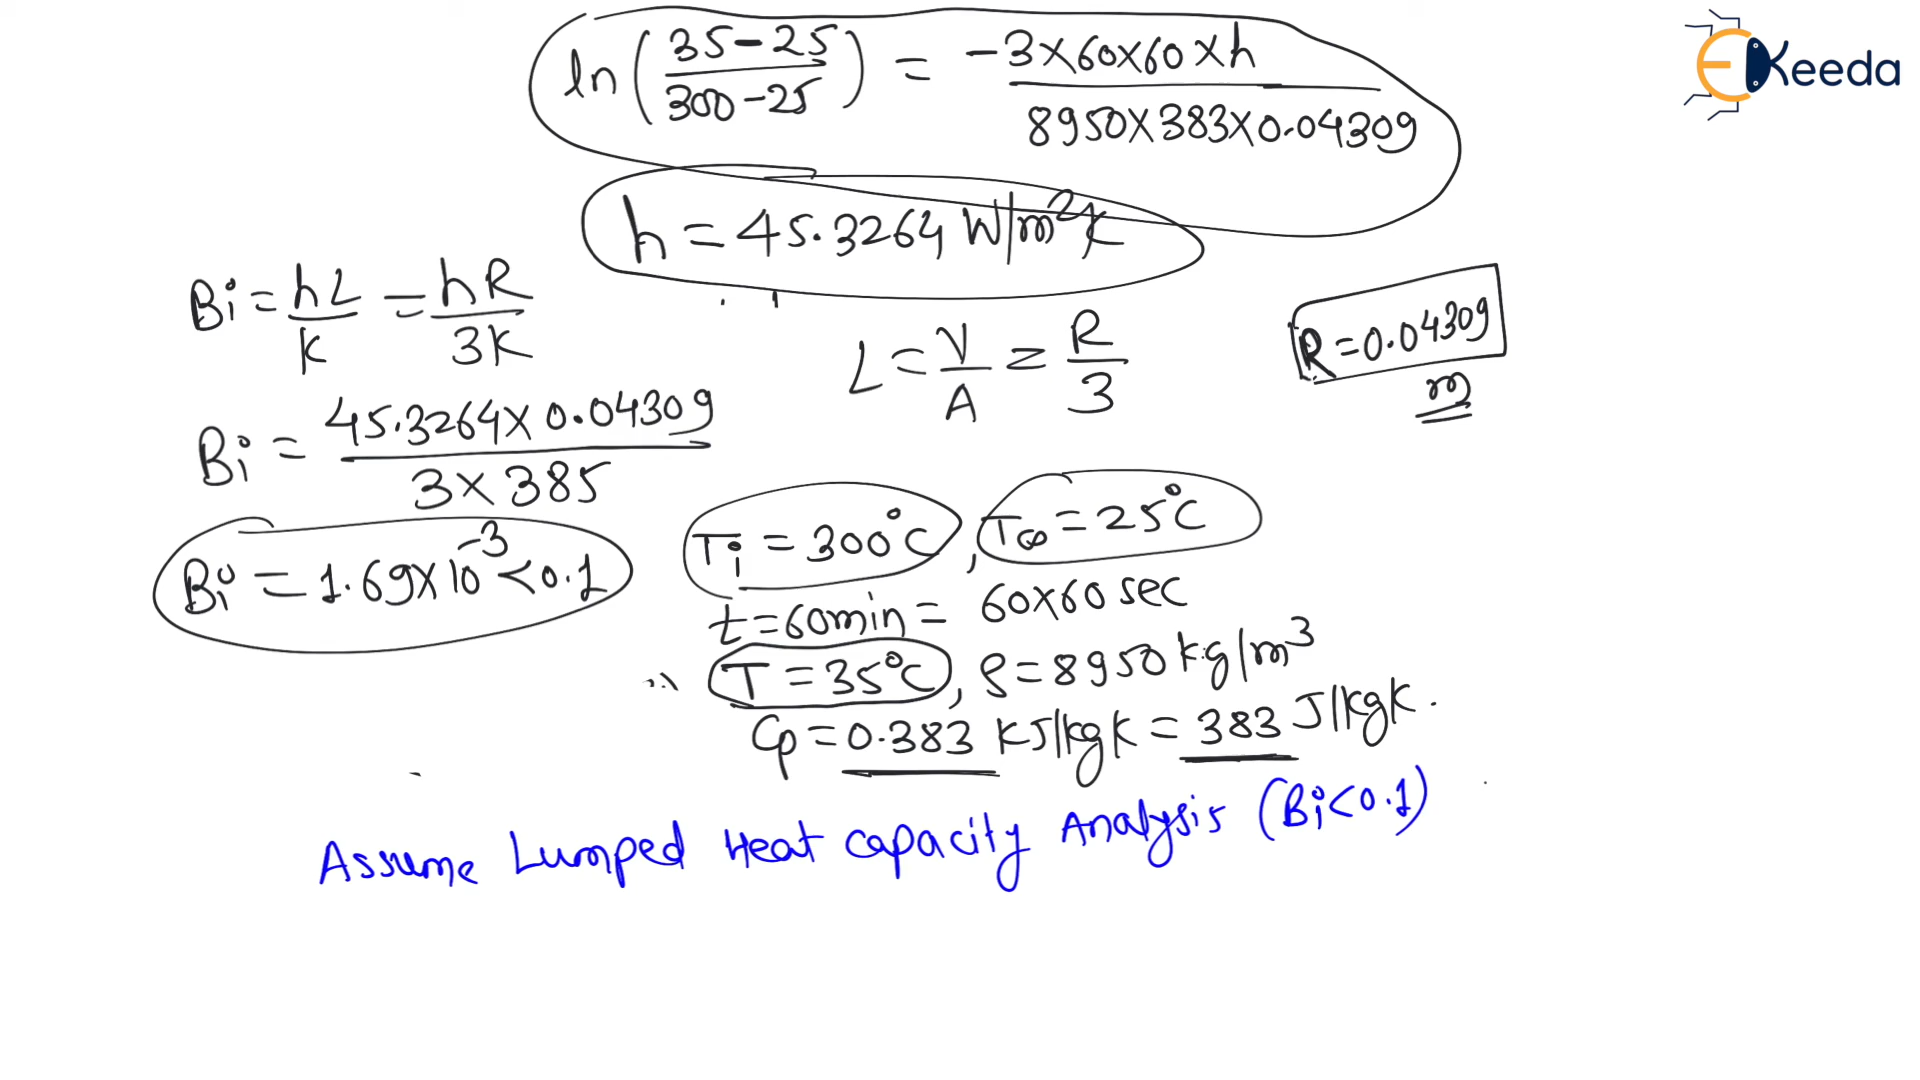 ln(35-25/300-25) = -3×60×60×h/8950×383×0.04309
h = 45.3264 W/m²K
Bi = hL/K = hR/3K
L = V/A = R/3
R = 0.04309 m
Bi = 45.3264×0.04309/3×385
Bi = 1.69×10⁻³<0.1
Ti = 300°C, T∞ = 25°C
t = 60min = 60×60 sec
T = 35°C, ρ = 8950 kg/m³
Cp = 0.383 KJ/kgK = 383 J/kgK.
Assume Lumped Heat capacity Analysis (Bi<0.1)
EKeeda